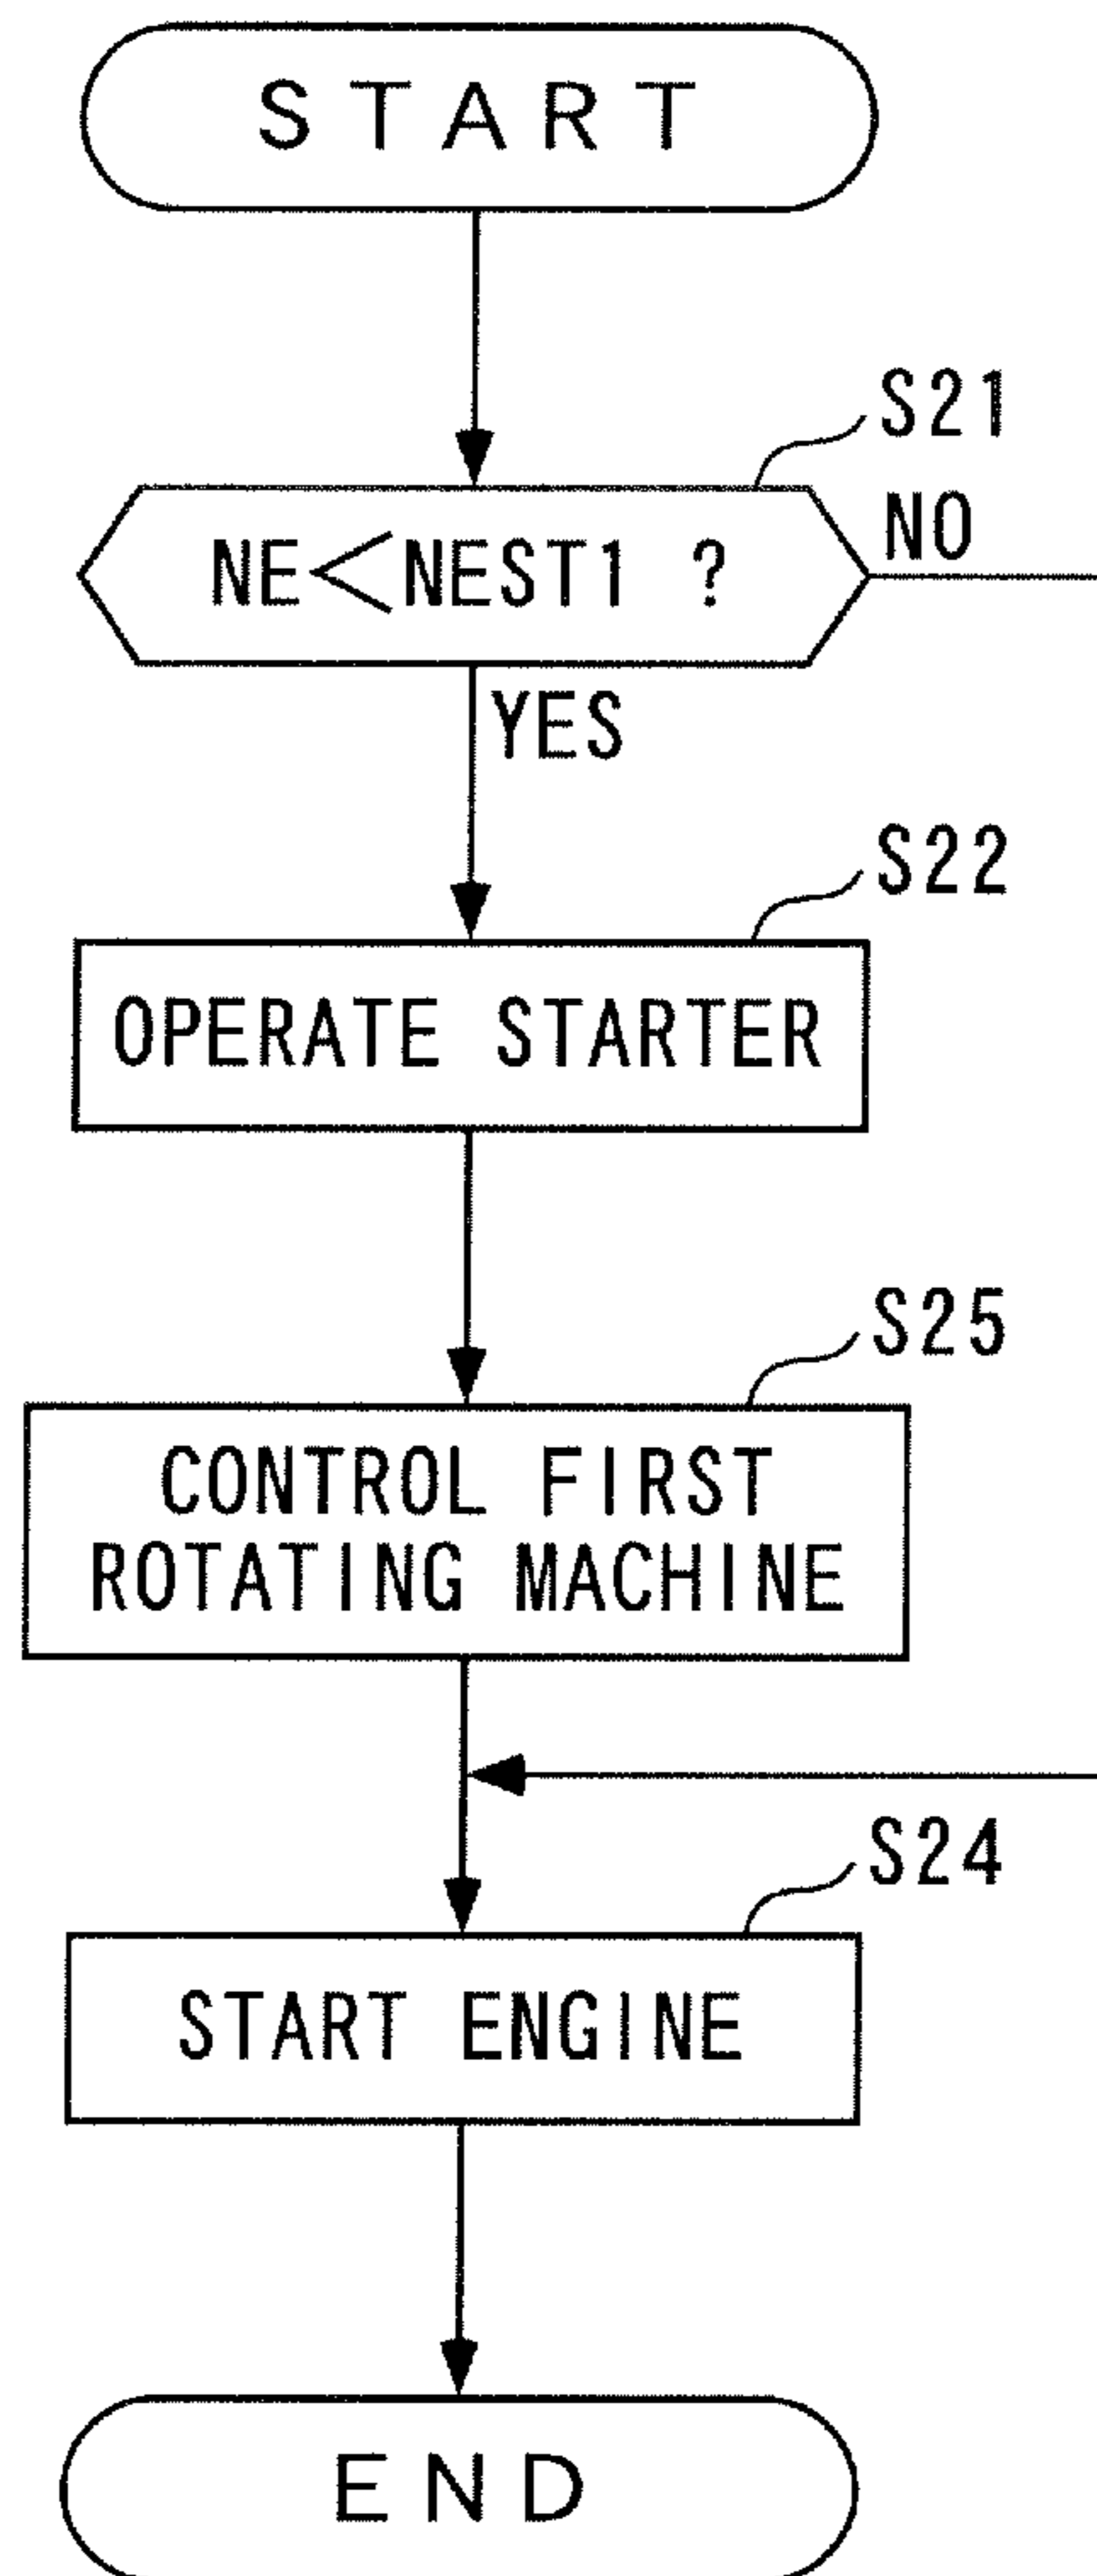 START
S21
NE<NEST1 ?
NO
YES
S22
OPERATE STARTER
S25
CONTROL FIRST
ROTATING MACHINE
S24
START ENGINE
END